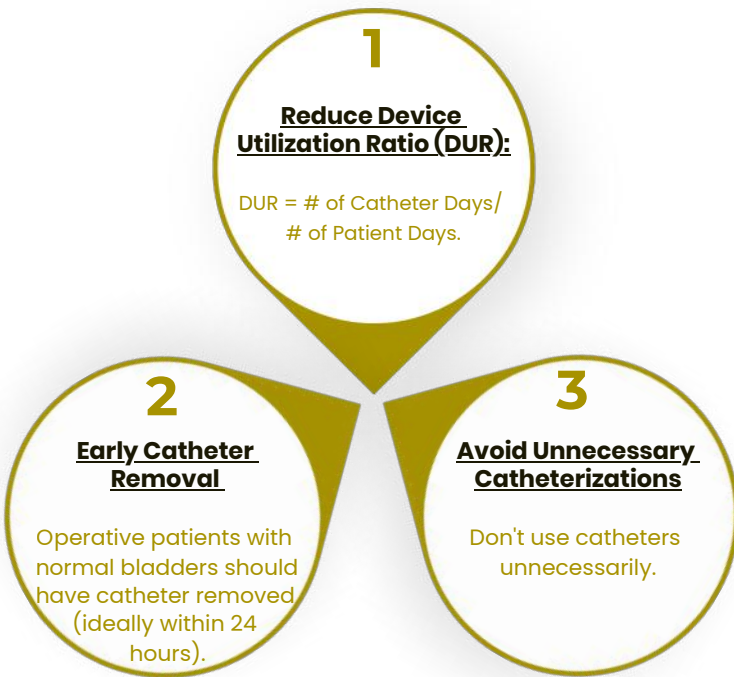 1
Reduce Device
Utilization Ratio (DUR):
DUR = # of Catheter Days/
# of Patient Days.
2
Early Catheter
Removal
Operative patients with
normal bladders should
have catheter removed
(ideally within 24
hours).
3
Avoid Unnecessary
Catheterizations
Don't use catheters
unnecessarily.